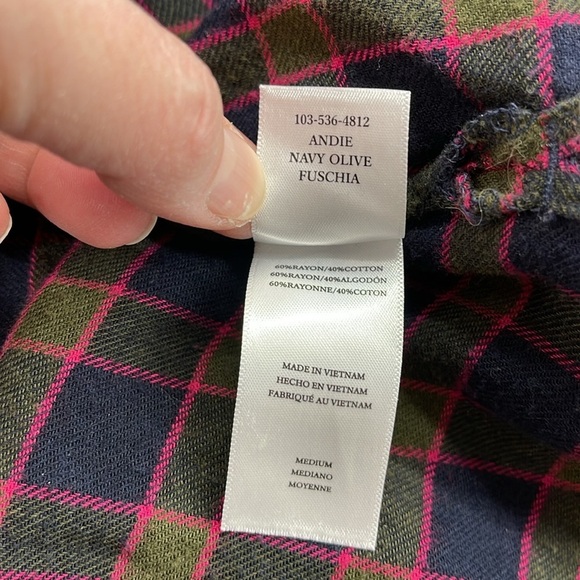 103-536-4812
ANDIE
NAVY OLIVE
FUSCHIA
60%RAYON/40%COTTON
60%RAYON/40%ALGODÓN
60%RAYONNE/40%COTON
MADE IN VIETNAM
HECHO EN VIETNAM
FABRIQUÉ AU VIETNAM
MEDIUM
MEDIANO
MOYENNE